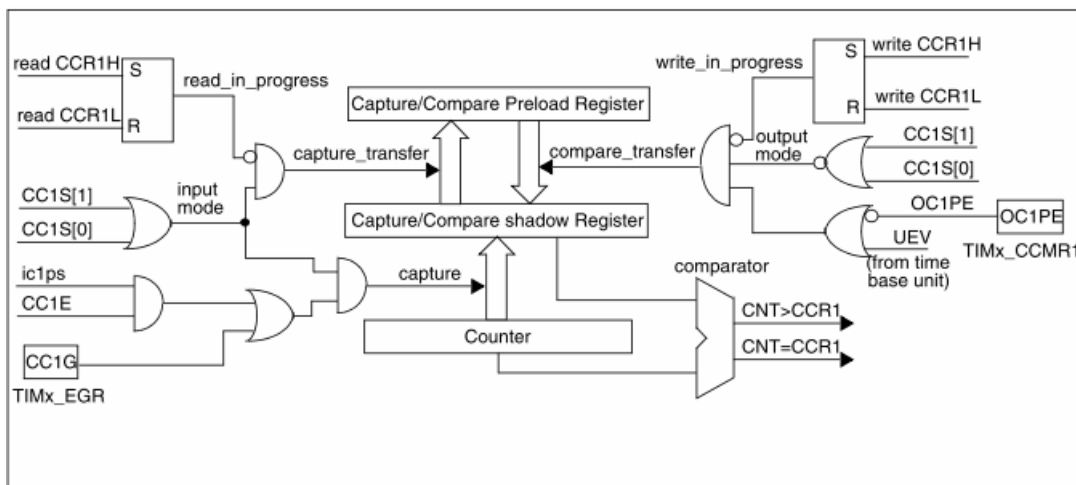 read CCR1H
S
read_in_progress
read CCR1L
R
Capture/Compare Preload Register
write_in_progress
S
write CCR1H
R
write CCR1L
capture_transfer
compare_transfer
output
mode
CC1S[1]
CC1S[0]
CC1S[1]
input
mode
CC1S[0]
Capture/Compare shadow Register
OC1PE
OC1PE
UEV
TIMx_CCMR1
(from time
base unit)
ic1ps
CC1E
capture
comparator
Counter
CNT>CCR1
CNT=CCR1
CC1G
TIMx_EGR